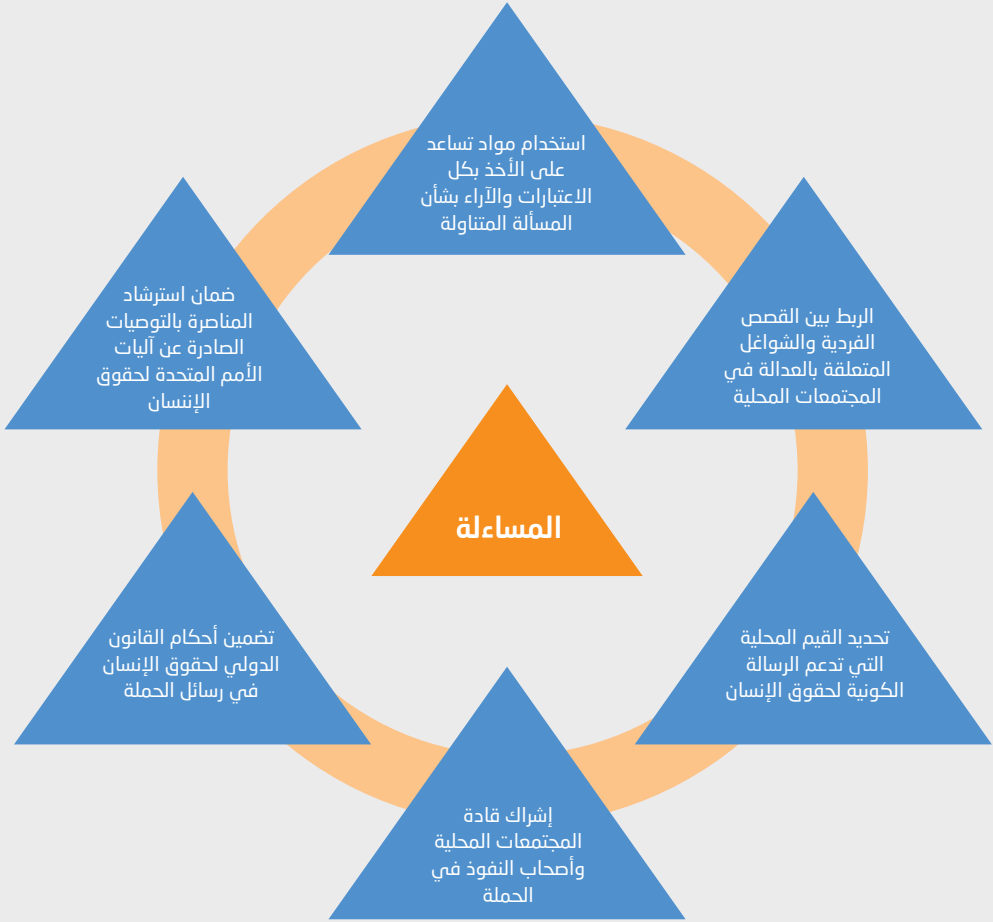 استخدام مواد تساعد
على الأخذ بكل
الاعتبارات والآراء بشأن
المسألة المتناولة
الربط بين القصص
الفردية والشواغل
المتعلقة بالعدالة في
المجتمعات المحلية
تحديد القيم المحلية
التي تدعم الرسالة
الكونية لحقوق الإنسان
إشراك قادة
المجتمعات المحلية
وأصحاب النفوذ في
الحملة
تضمين أحكام القانون
الدولي لحقوق الإنسان
في رسائل الحملة
ضمان استرشاد
المناصرة بالتوصيات
الصادرة عن آليات
الأمم المتحدة لحقوق
الإننسان
المساءلة